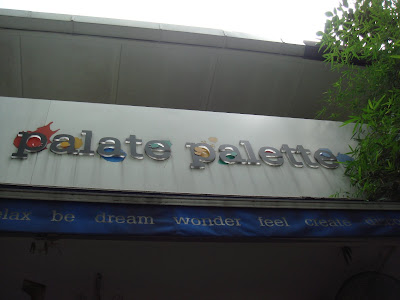 palate palette
be dream wonder feel create